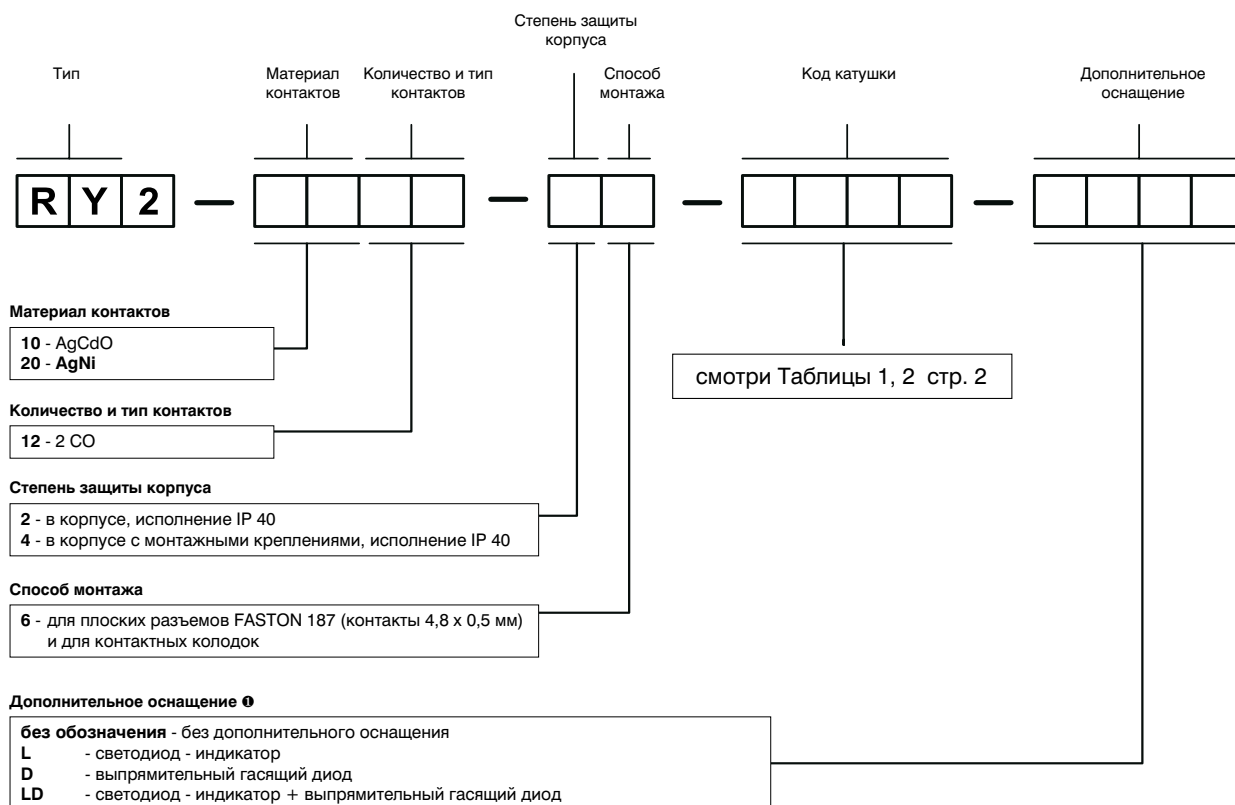 Степень защиты
корпуса
Тип
Материал
контактов
Количество и тип
контактов
Способ
монтажа
Код катушки
Дополнительное
оснащение
R Y 2 — — — —
Материал контактов
10 - AgCdO
20 - AgNi
смотри Таблицы 1, 2 стр. 2
Количество и тип контактов
12 - 2 CO
Степень защиты корпуса
2 - в корпусе, исполнение IP 40
4 - в корпусе с монтажными креплениями, исполнение IP 40
Способ монтажа
6 - для плоских разъемов FASTON 187 (контакты 4,8 x 0,5 мм)
и для контактных колодок
Дополнительное оснащение ❶
без обозначения - без дополнительного оснащения
L - светодиод - индикатор
D - выпрямительный гасящий диод
LD - светодиод - индикатор + выпрямительный гасящий диод